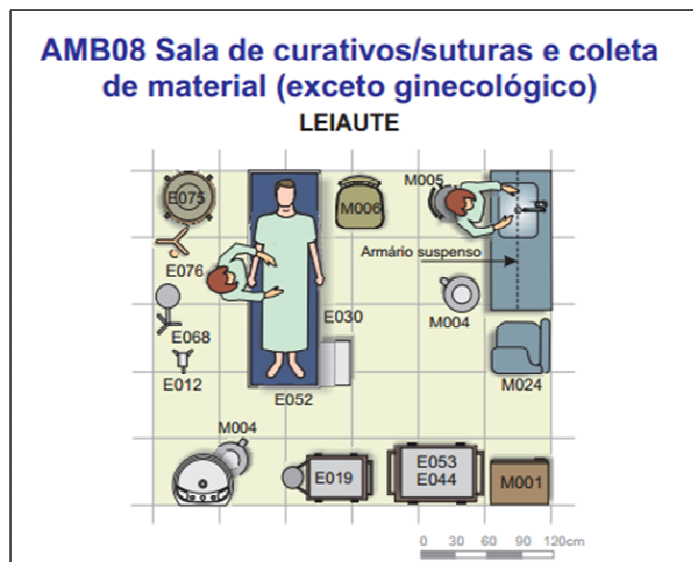 AMB08 Sala de curativos/suturas e coleta
de material (exceto ginecológico)
LEIAUTE
E075
M006
M005
Armário suspenso
E076
E030
M004
E068
E012
M024
E052
M004
E019
E053
E044
M001
0 30 60 90 120cm